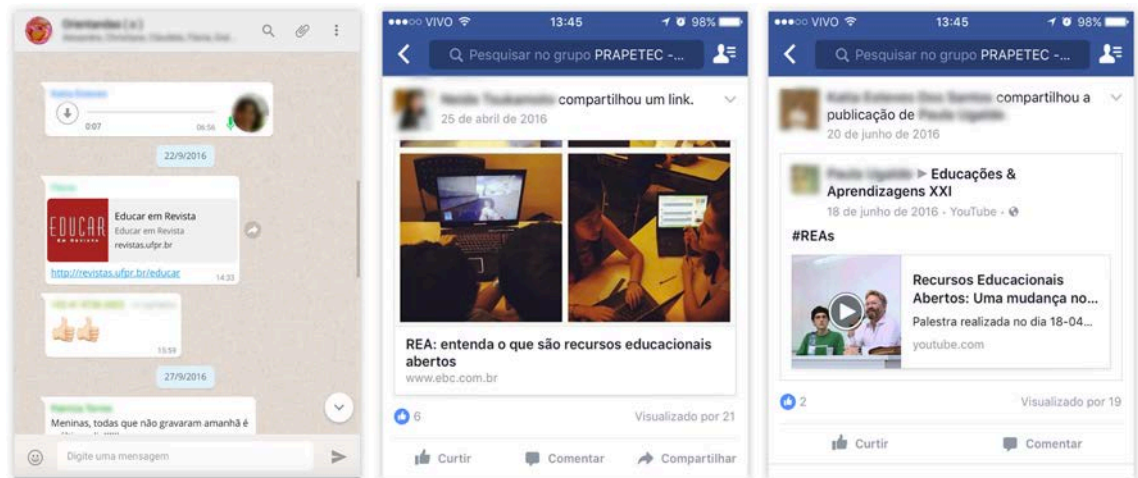 Orientandas ( 0 )
0:07
06:56
22/9/2016
EDUCAR
EM REVISTA
Educar em Revista
Educar em Revista
revistas.ufpr.br
http://revistas.ufpr.br/educar
14:33
15:59
27/9/2016
Meninas, todas que não gravaram amanhã é
Digite uma mensagem
VIVO
13:45
98%
Pesquisar no grupo PRAPETEC -...
compartilhou um link.
25 de abril de 2016
REA: entenda o que são recursos educacionais
abertos
www.ebc.com.br
6
Visualizado por 21
Curtir
Comentar
Compartilhar
VIVO
13:45
98%
Pesquisar no grupo PRAPETEC -...
compartilhou a
publicação de
20 de junho de 2016
Educações &
Aprendizagens XXI
18 de junho de 2016 · YouTube ·
#REAs
Recursos Educacionais
Abertos: Uma mudança no...
Palestra realizada no dia 18-04...
youtube.com
2
Visualizado por 19
Curtir
Comentar